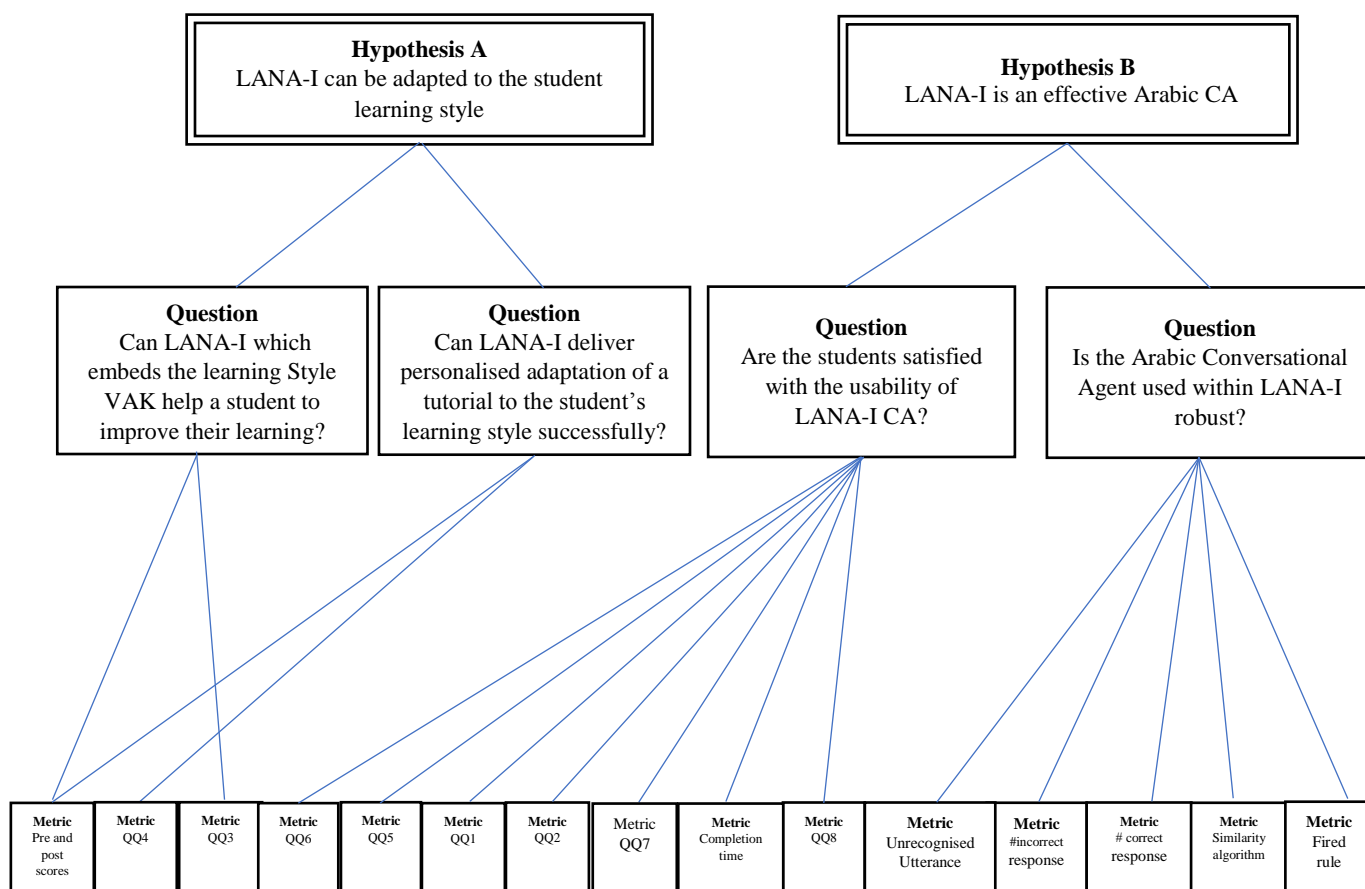 Hypothesis A
LANA-I can be adapted to the student
learning style
Hypothesis B
LANA-I is an effective Arabic CA
Question
Can LANA-I which
embeds the learning Style
VAK help a student to
improve their learning?
Question
Can LANA-I deliver
personalised adaptation of a
tutorial to the student’s
learning style successfully?
Question
Are the students satisfied
with the usability of
LANA-I CA?
Question
Is the Arabic Conversational
Agent used within LANA-I
robust?
Metric
Pre and
post
scores
Metric
QQ4
Metric
QQ3
Metric
QQ6
Metric
QQ5
Metric
QQ1
Metric
QQ2
Metric
QQ7
Metric
Completion
time
Metric
QQ8
Metric
Unrecognised
Utterance
Metric
#incorrect
response
Metric
# correct
response
Metric
Similarity
algorithm
Metric
Fired
rule